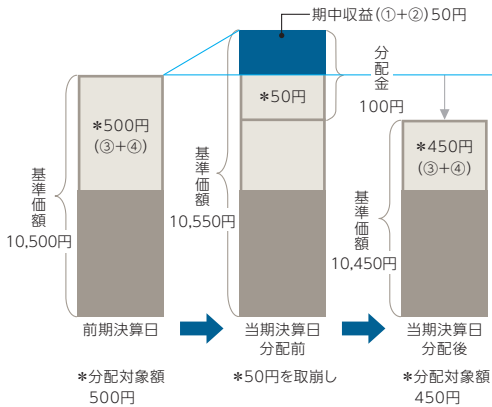 期中収益(①+②)50円
分配金
100円
*50円
*500円
(③+④)
*450円
(③+④)
基準価額
10,500円
基準価額
10,550円
基準価額
10,450円
前期決算日
当期決算日
分配前
当期決算日
分配後
*分配対象額
500円
*50円を取崩し
*分配対象額
450円